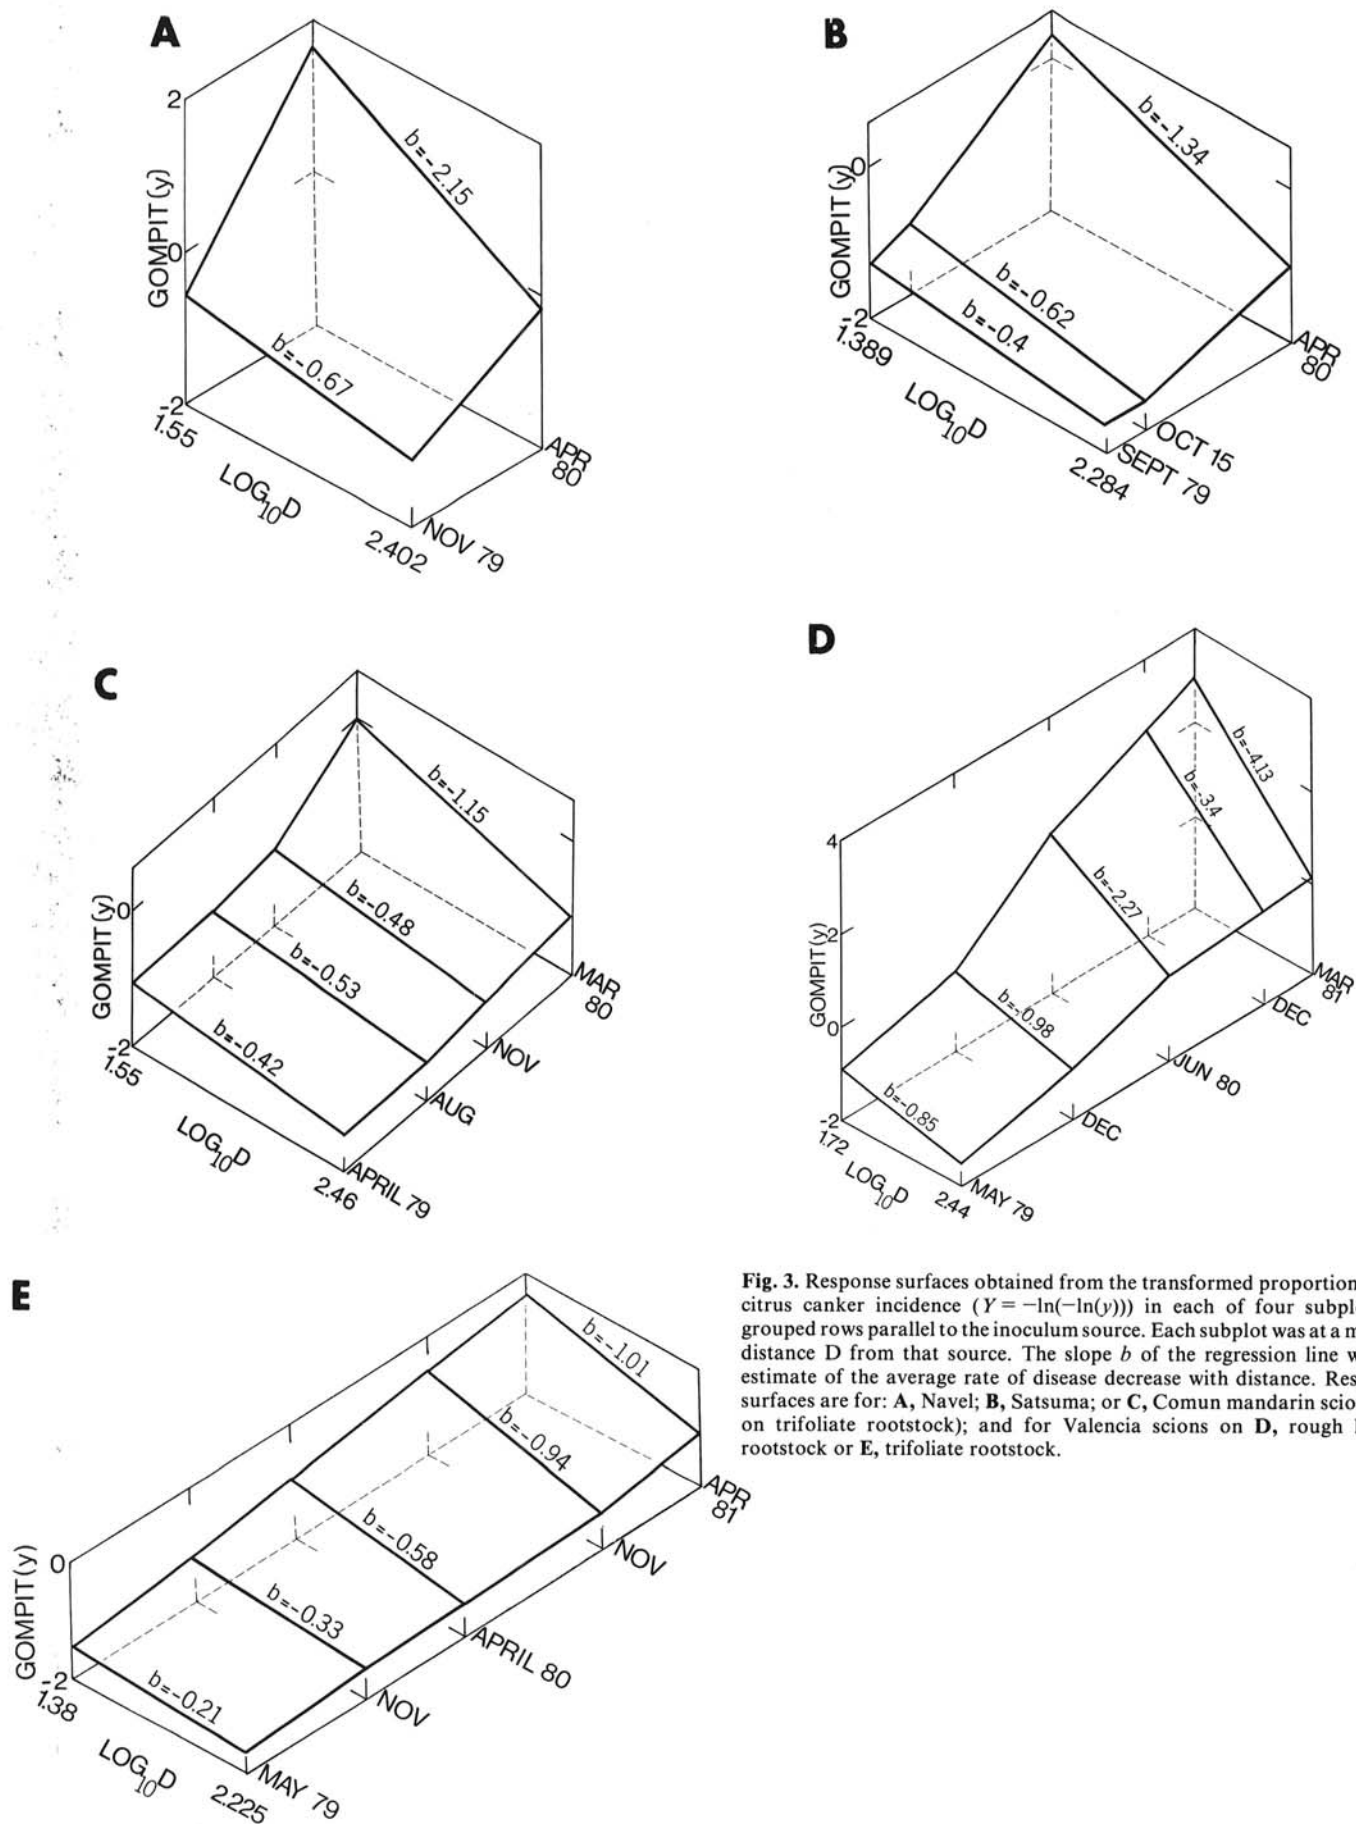 A
2
0
-2
GOMPIT (y)
b=-2.15
b=-0.67
1.55
LOG10D
2.402
NOV 79
APR
80
B
0
-2
GOMPIT (y)
b=-1.34
b=-0.62
b=-0.4
1.389
LOG10D
2.284
SEPT 79
OCT 15
APR
80
C
0
-2
GOMPIT (y)
b=-1.15
b=-0.48
b=-0.53
b=-0.42
1.55
LOG10D
2.46
APRIL 79
AUG
NOV
MAR
80
D
4
2
0
-2
GOMPIT (y)
b=-4.13
b=-3.4
b=-2.27
b=-0.98
b=-0.85
1.72
LOG10D
2.44
MAY 79
DEC
JUN 80
DEC
MAR
81
E
0
-2
GOMPIT (y)
b=-1.01
b=-0.94
b=-0.58
b=-0.33
b=-0.21
1.38
LOG10D
2.225
MAY 79
NOV
APRIL 80
NOV
APR
81
Fig. 3. Response surfaces obtained from the transformed proportion
citrus canker incidence (Y = −ln(−ln(y))) in each of four subpl
grouped rows parallel to the inoculum source. Each subplot was at a m
distance D from that source. The slope b of the regression line w
estimate of the average rate of disease decrease with distance. Res
surfaces are for: A, Navel; B, Satsuma; or C, Comun mandarin scio
on trifoliate rootstock); and for Valencia scions on D, rough
rootstock or E, trifoliate rootstock.